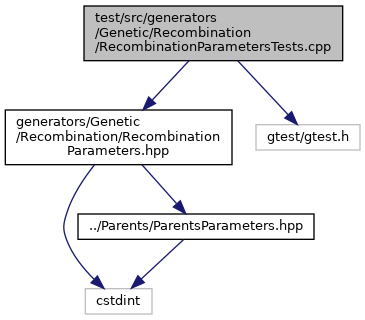 test/src/generators
/Genetic/Recombination
/RecombinationParametersTests.cpp
generators/Genetic
/Recombination/Recombination
Parameters.hpp
gtest/gtest.h
../Parents/ParentsParameters.hpp
cstdint